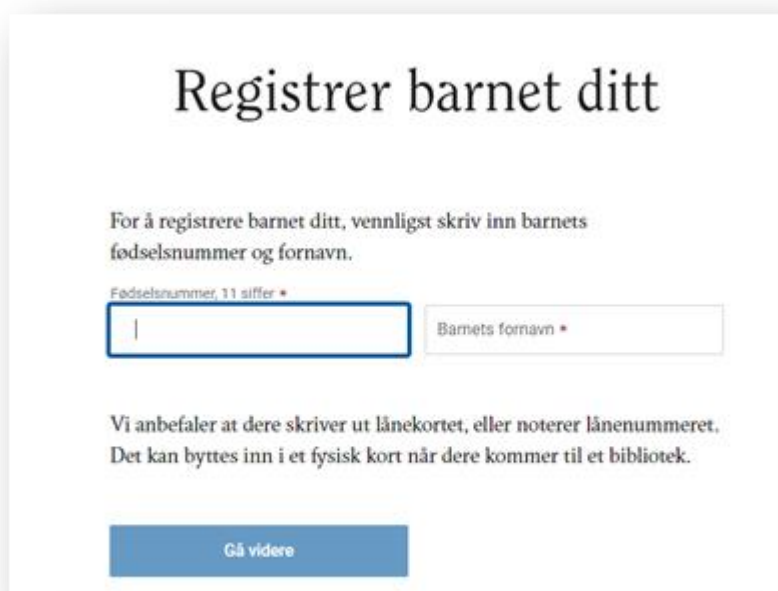 Registrer barnet ditt
For å registrere barnet ditt, vennligst skriv inn barnets
fødselsnummer og fornavn.
Fødselsnummer, 11 siffer *
Barnets fornavn *
Vi anbefaler at dere skriver ut lånekortet, eller noterer lånenummeret.
Det kan byttes inn i et fysisk kort når dere kommer til et bibliotek.
Gå videre